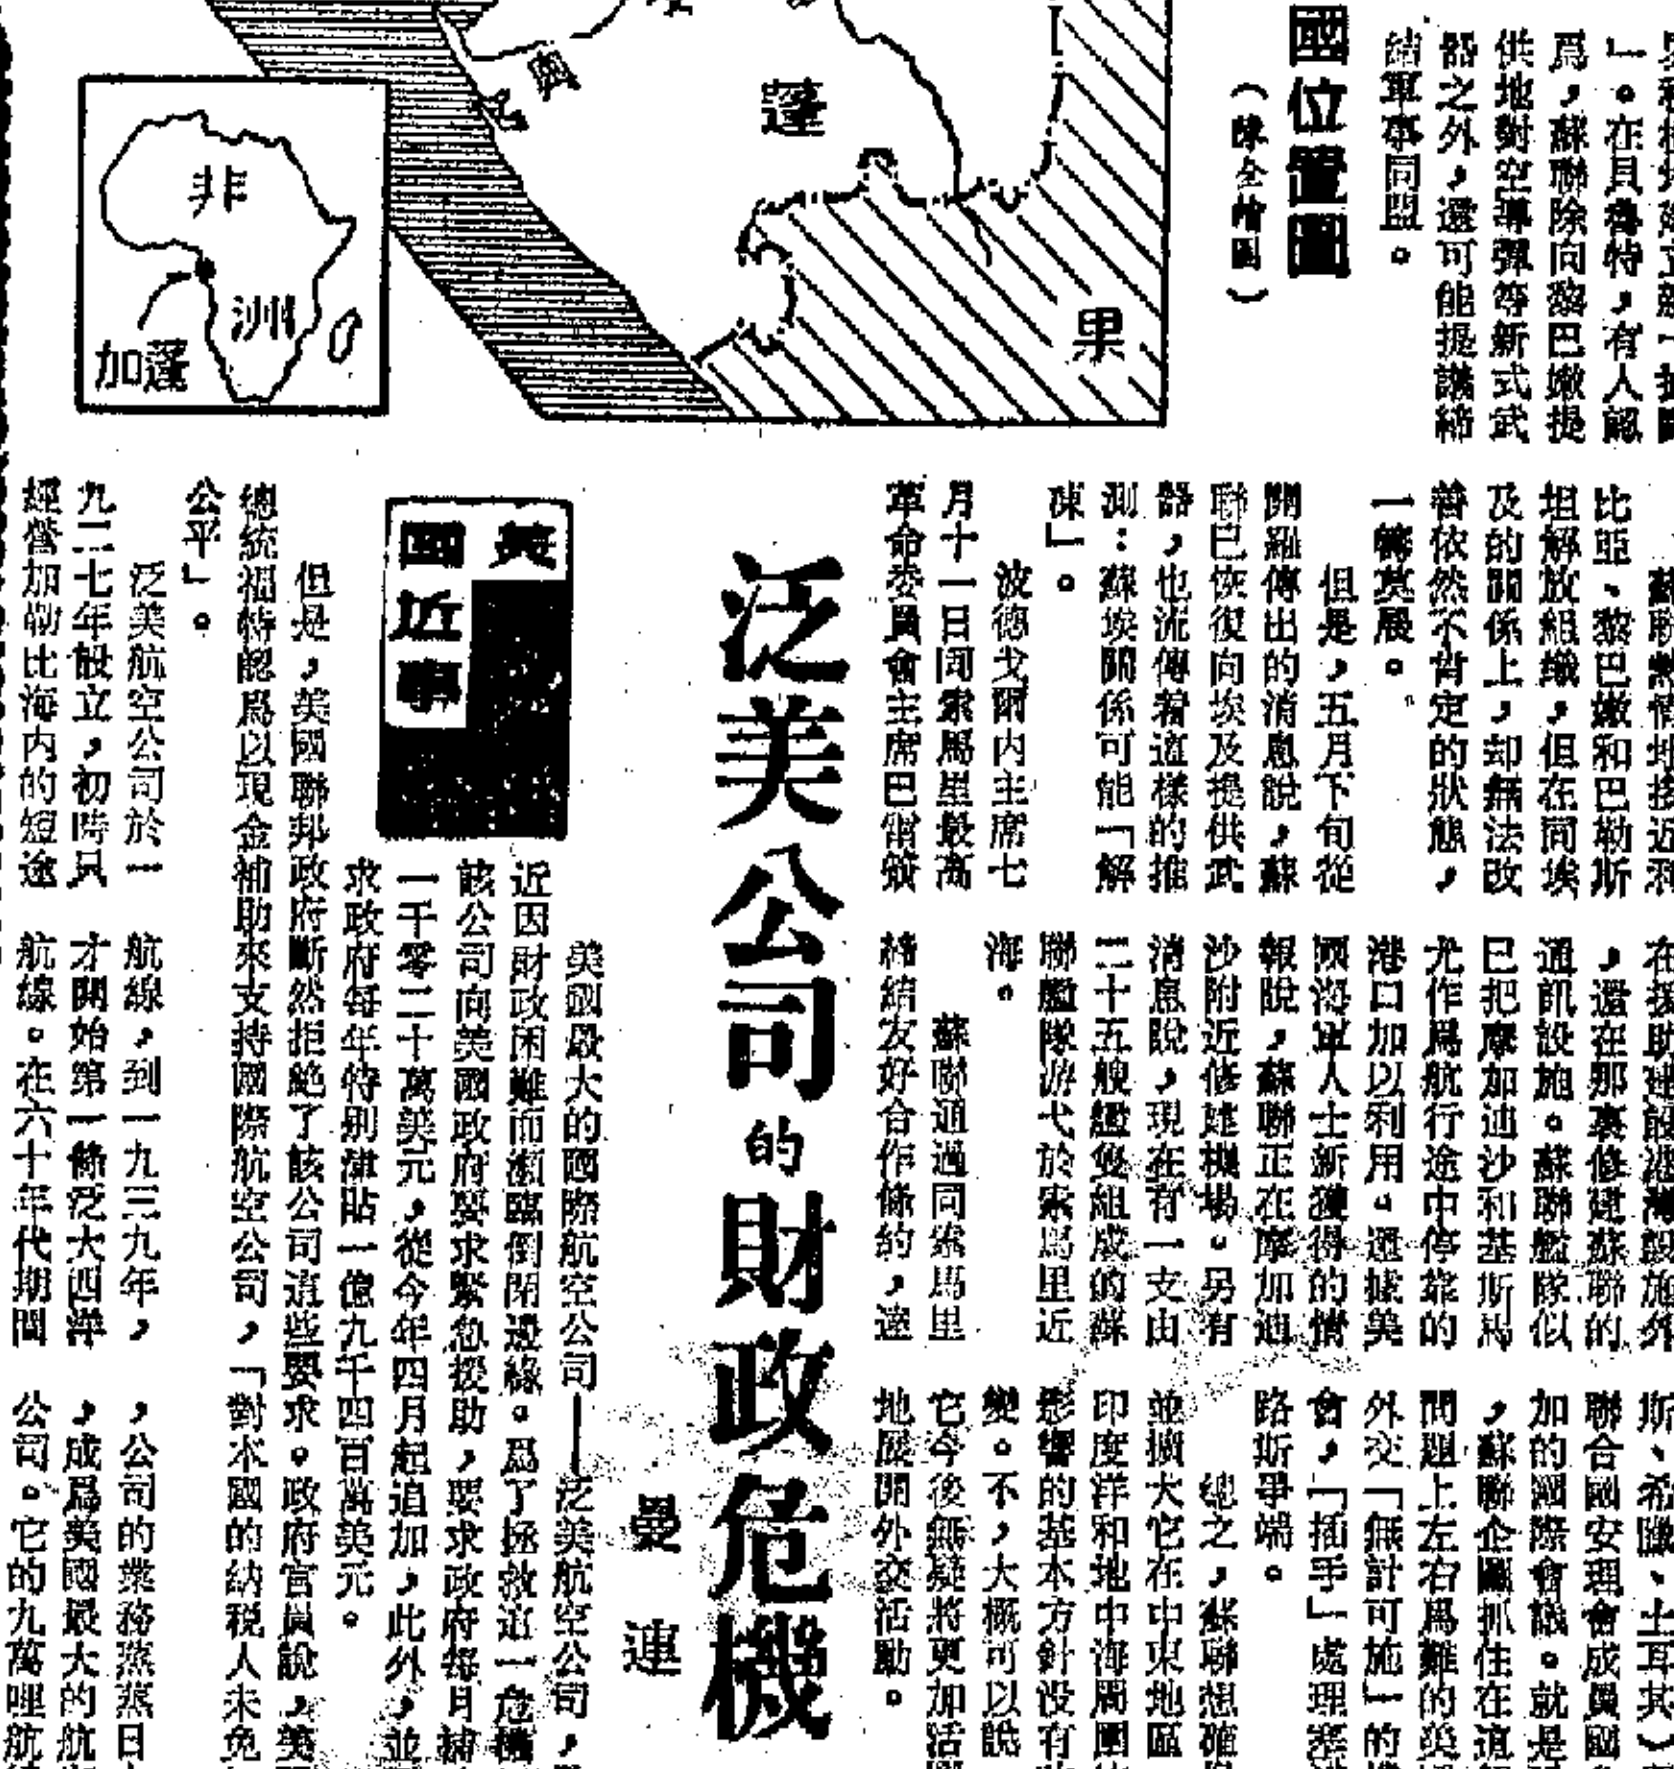 國位置圖
結軍事同盟。
器之外，還可能提議締
供地對空導彈等新式武
爲，蘇聯除向黎巴嫩提
」。在貝魯特，有人認
蓬
果
非
洲
加蓬
比亞、黎巴嫩和巴勒斯
坦解放組織，但在同埃
及的關係上，却無法改
善依然不肯定的狀態，
一籌莫展。
但是，五月下旬從
開羅傳出的消息說，蘇
聯已恢復向埃及提供武
器，也流傳着這樣的推
測：蘇埃關係可能「解
凍」。
波德戈爾內主席七
月十一日同索馬里最高
革命委員會主席巴雷
，還在那裏修建蘇聯的
通訊設施。蘇聯艦隊似
已把摩加迪沙和基斯馬
尤作爲航行途中停靠的
港口加以利用。還據美
國海軍人士新獲得的情
報說，蘇聯正在摩加迪
沙附近修建機場。另有
消息說，現在有一支由
二十五艘艦隻組成的蘇
聯艦隊游弋於索馬里近
海。
蘇聯通過同索馬里
締結友好合作條約，達
聯合國安理會成員國
加的國際會議。就是
，蘇聯企圖抓住在這
問題上左右爲難的美
外交「無計可施」的
會，「插手」處理塞
路斯爭端。
總之，蘇聯想確
並擴大它在中東地區
印度洋和地中海周圍
影響的基本方針没有
變。不，大概可以說
它今後無疑將更加活
地展開外交活動。
泛美公司的財政危機
曼連
美國近事
美國最大的國際航空公司——泛美航空公司，
近因財政困難而瀕臨倒閉邊緣。爲了拯救這一危機
該公司向美國政府要求緊急援助，要求政府每月補
一千零二十萬美元，從今年四月起追加，此外，並
求政府每年特别津貼一億九千四百萬美元。
但是，美國聯邦政府斷然拒絶了該公司這些要求。政府官員說，美
總統福特認爲以現金補助來支持國際航空公司，「對本國的納税人未免
公平」。
泛美航空公司於一
九二七年設立，初時只
經營加勒比海内的短途
航線，到一九三九年，
才開始第一條泛大西洋
航線。在六十年代期間
，公司的業務蒸蒸日
，成爲美國最大的航
公司。它的九萬哩航